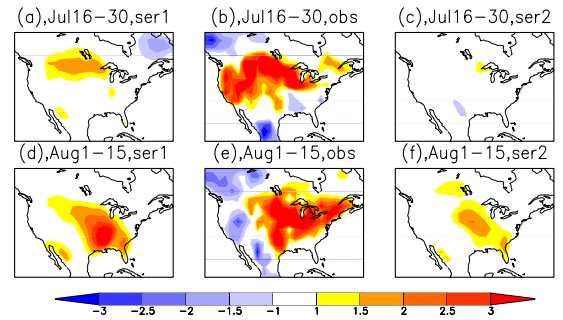 (a),Jul16−30,ser1 (b),Jul16−30,obs (c),Jul16−30,ser2
(d),Aug1−15,ser1 (e),Aug1−15,obs (f),Aug1−15,ser2
−3 −2.5 −2 −1.5 −1 1 1.5 2 2.5 3